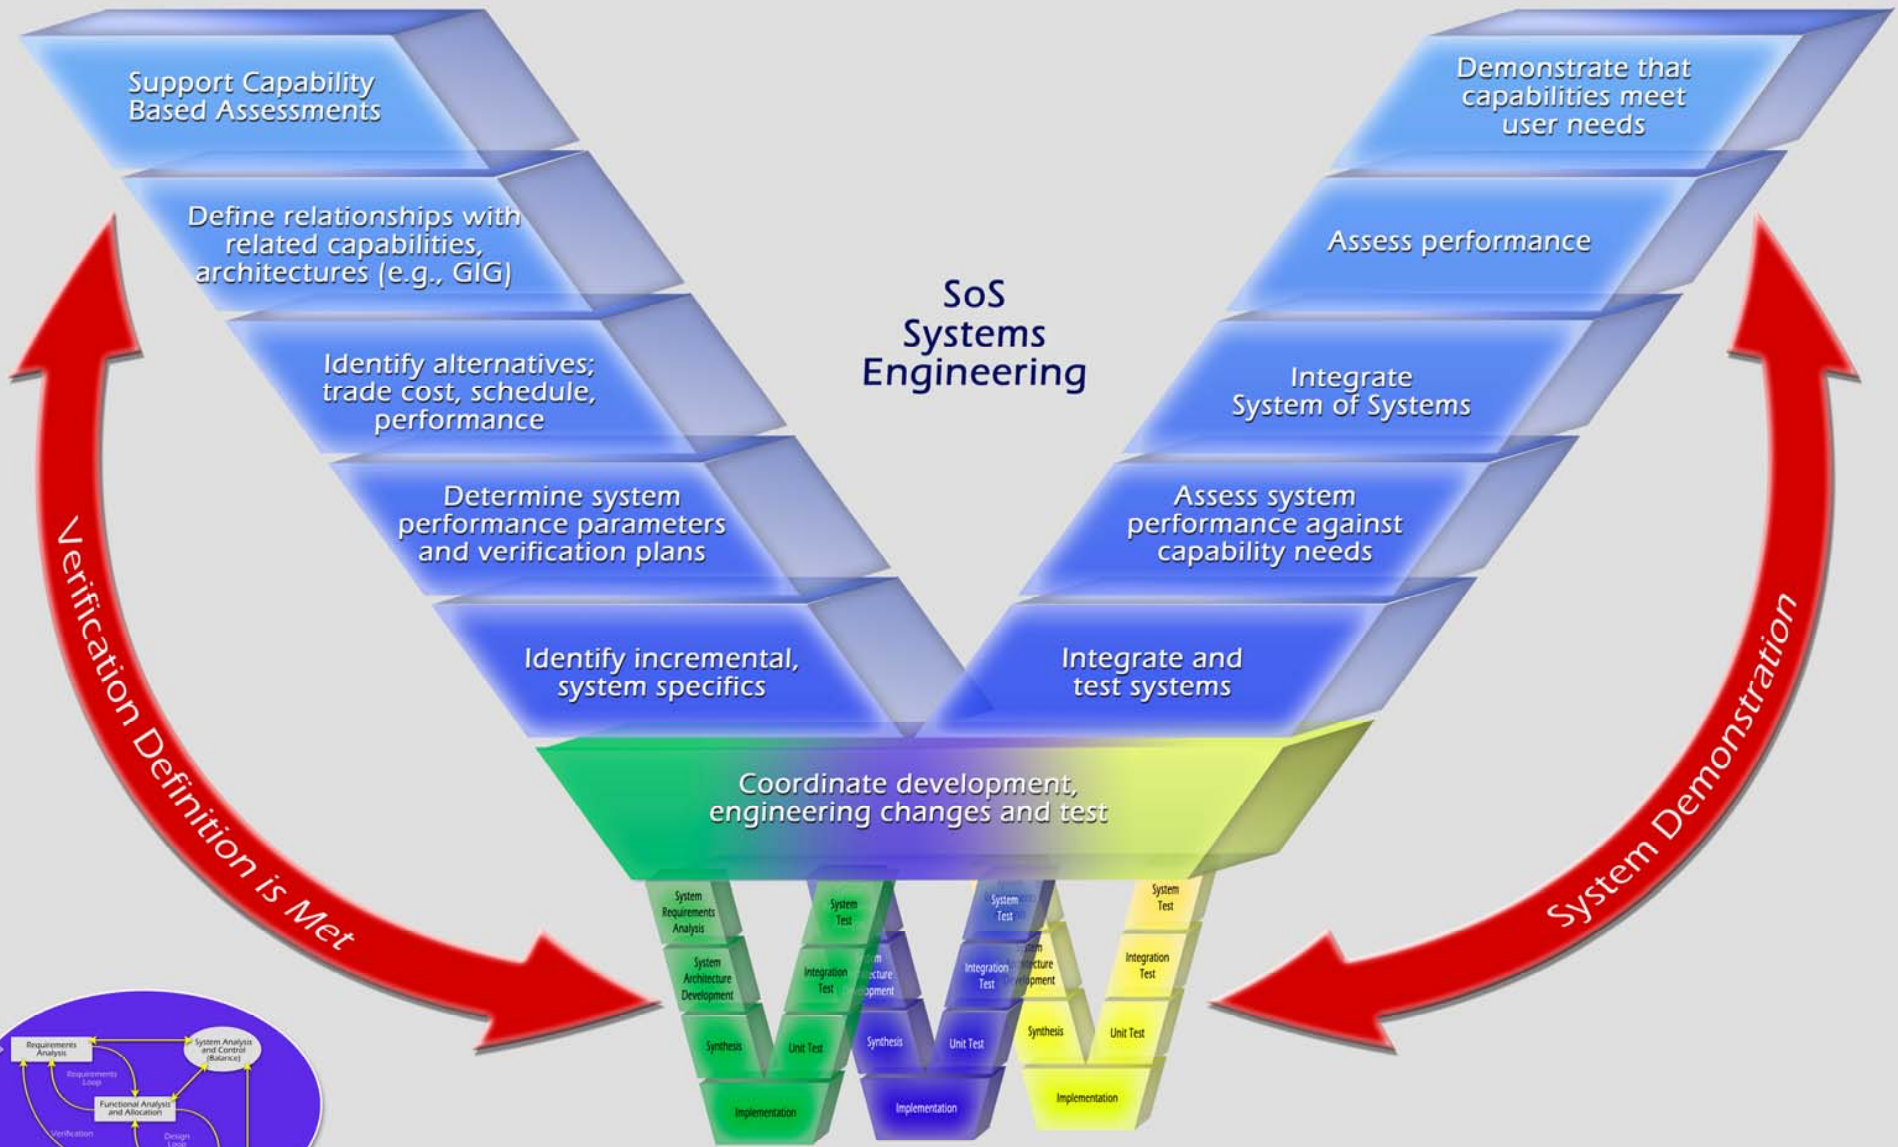 Support Capability
Based Assessments
Define relationships with
related capabilities,
architectures (e.g., GIG)
Identify alternatives;
trade cost, schedule,
performance
Determine system
performance parameters
and verification plans
Identify incremental,
system specifics
SoS
Systems
Engineering
Demonstrate that
capabilities meet
user needs
Assess performance
Integrate
System of Systems
Assess system
performance against
capability needs
Integrate and
test systems
Coordinate development,
engineering changes and test
Verification Definition is Met
System Demonstration
System
Requirements
Analysis
System
Architecture
Development
Synthesis
Implementation
Unit Test
Integration
Test
System
Test
Synthesis
Implementation
Unit Test
Integration
Test
System
Test
Synthesis
Implementation
Unit Test
Integration
Test
System
Test
Requirements
Analysis
System Analysis
and Control
(Balance)
Requirements
Loop
Functional Analysis
and Allocation
Verification
Design
Loop